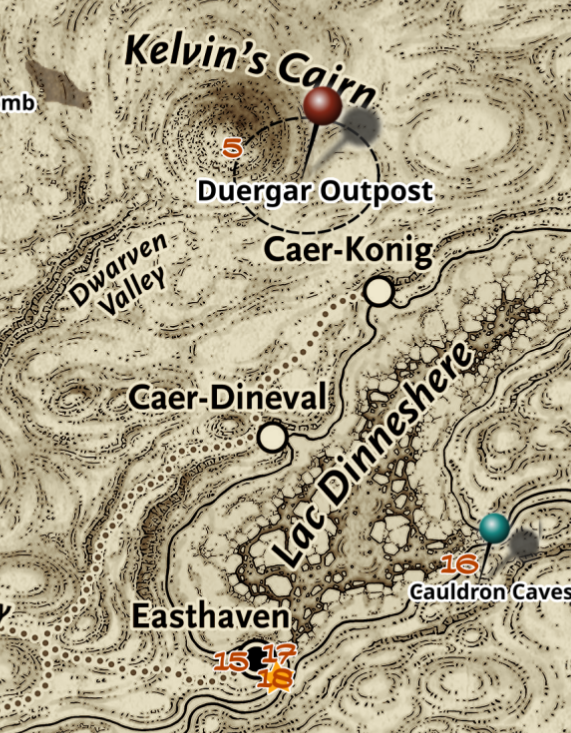 Kelvin's Cairn
mb
5
Duergar Outpost
Caer-Konig
Dwarven
Valley
Caer-Dineval
Lac Dinneshere
16
Cauldron Caves
y
Easthaven
15 17
18